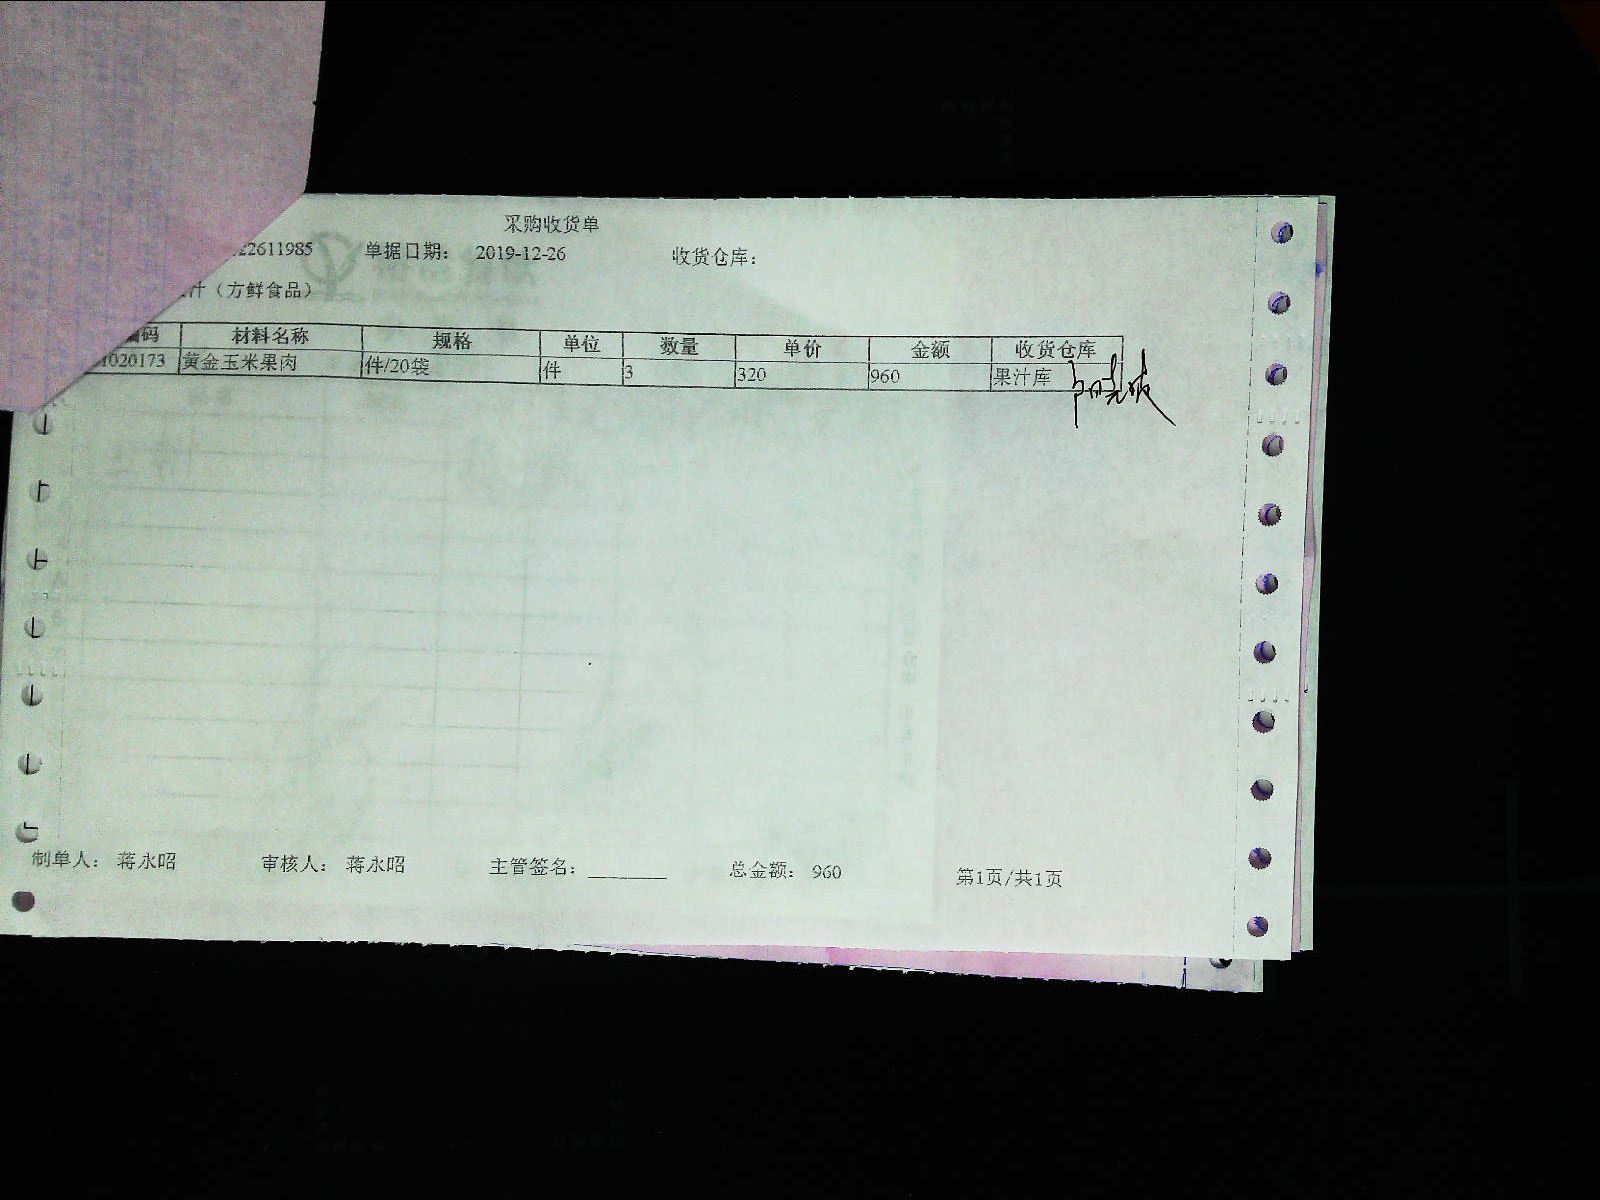 采购收货单
22611985 单据日期： 2019-12-26 收货仓库：
汁（方鲜食品）
编码 材料名称 规格 单位 数量 单价 金额 收货仓库
1020173 黄金玉米果肉 件/20袋 件 3 320 960 果汁库
制单人： 蒋永昭 审核人： 蒋永昭 主管签名： 总金额： 960 第1页/共1页